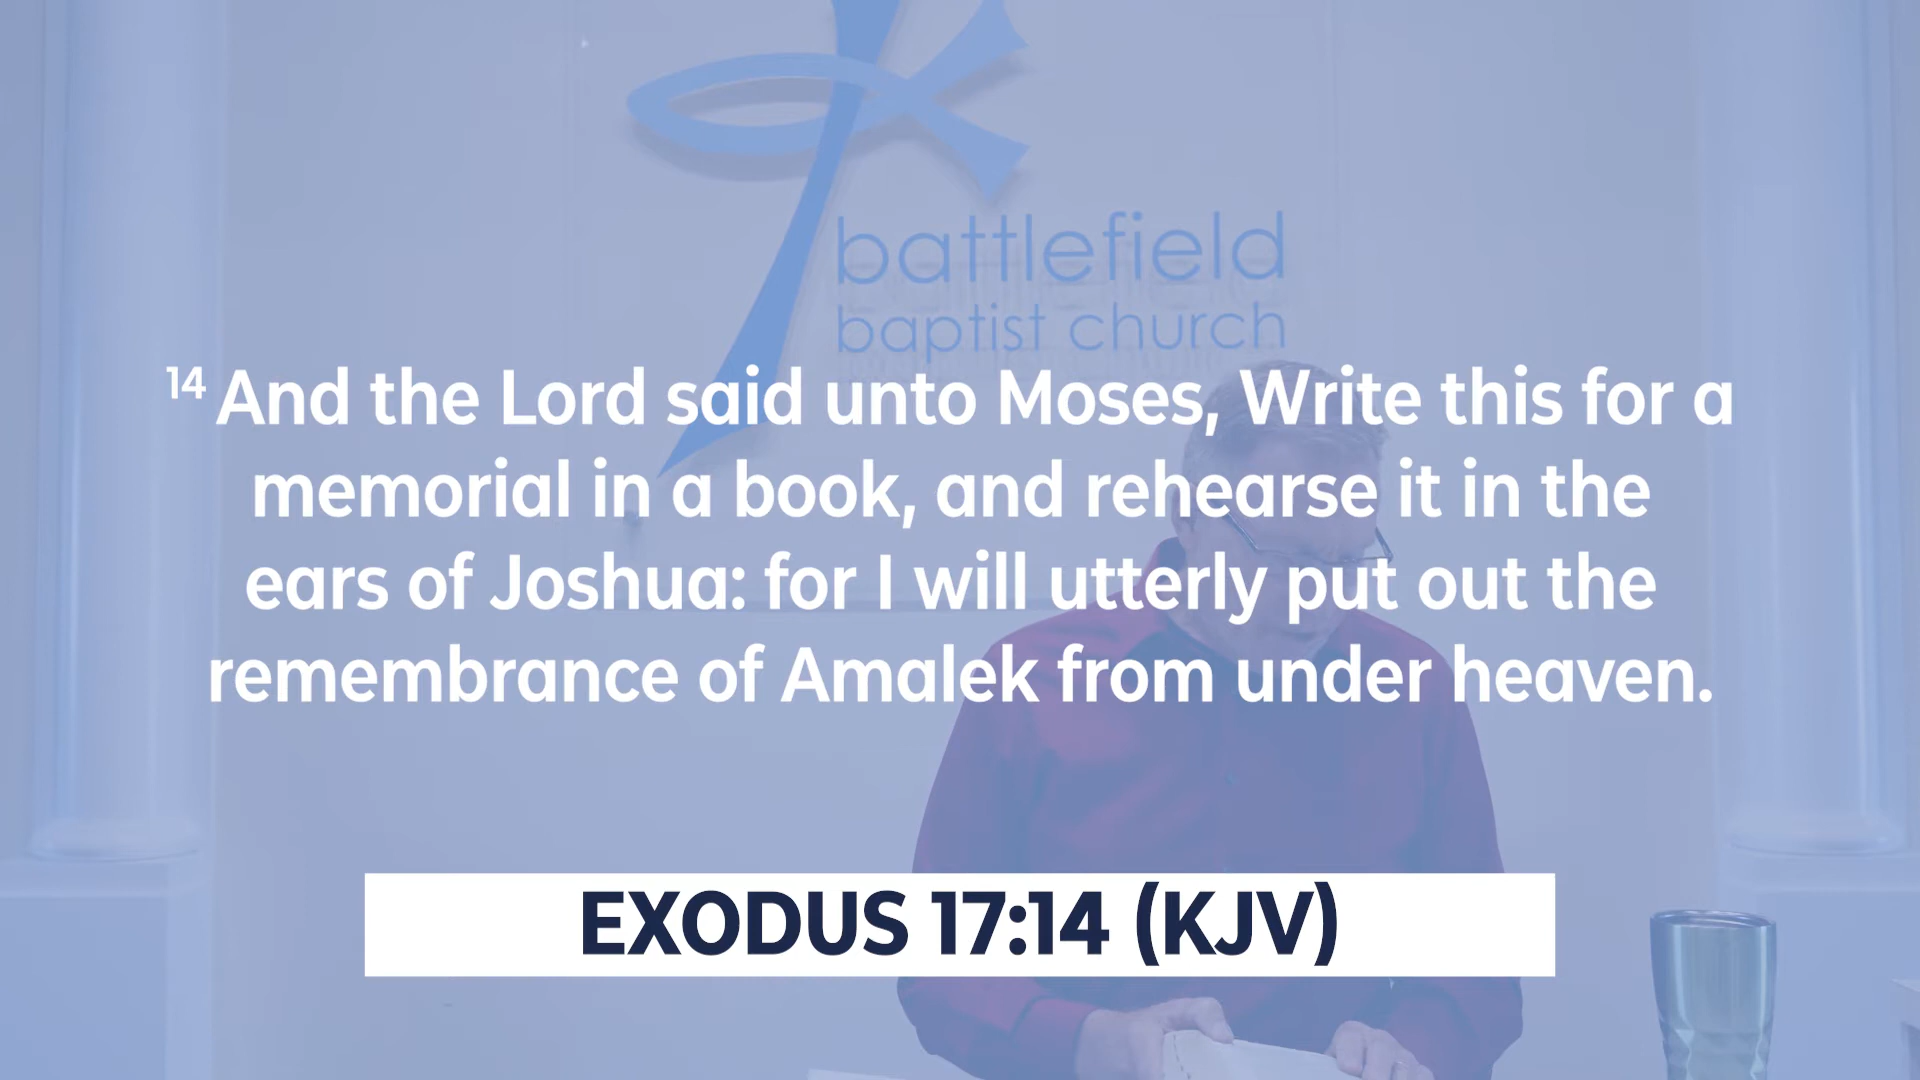 battlefield
baptist church
14 And the Lord said unto Moses, Write this for a
memorial in a book, and rehearse it in the
ears of Joshua: for I will utterly put out the
remembrance of Amalek from under heaven.
EXODUS 17:14 (KJV)